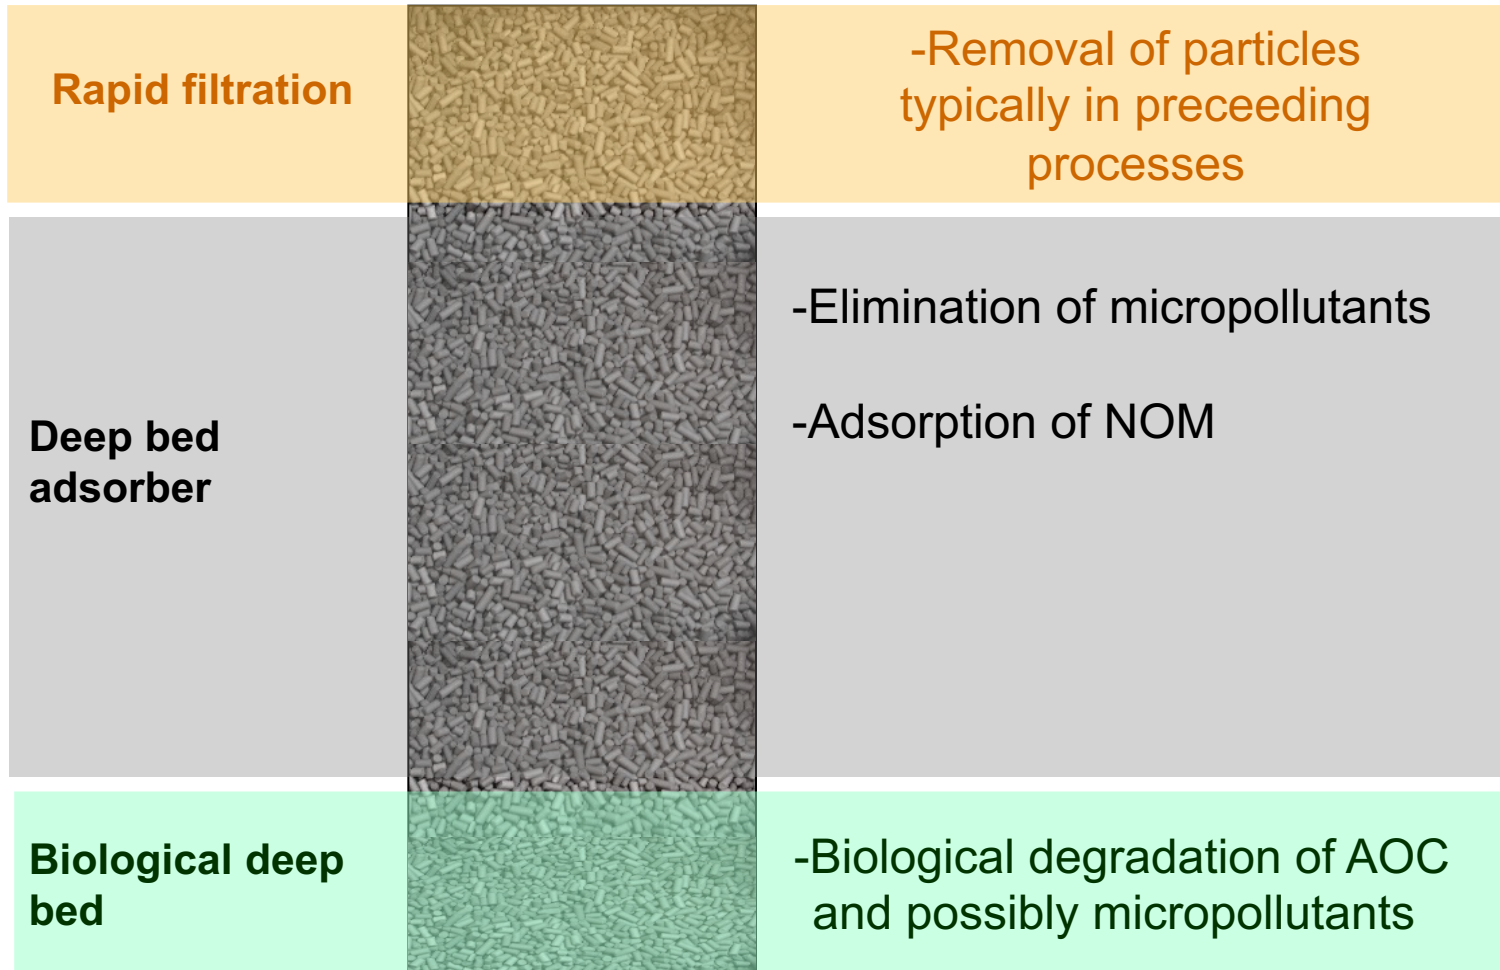 Rapid filtration
-Removal of particles
typically in preceeding
processes
Deep bed
adsorber
-Elimination of micropollutants
-Adsorption of NOM
Biological deep
bed
-Biological degradation of AOC
and possibly micropollutants